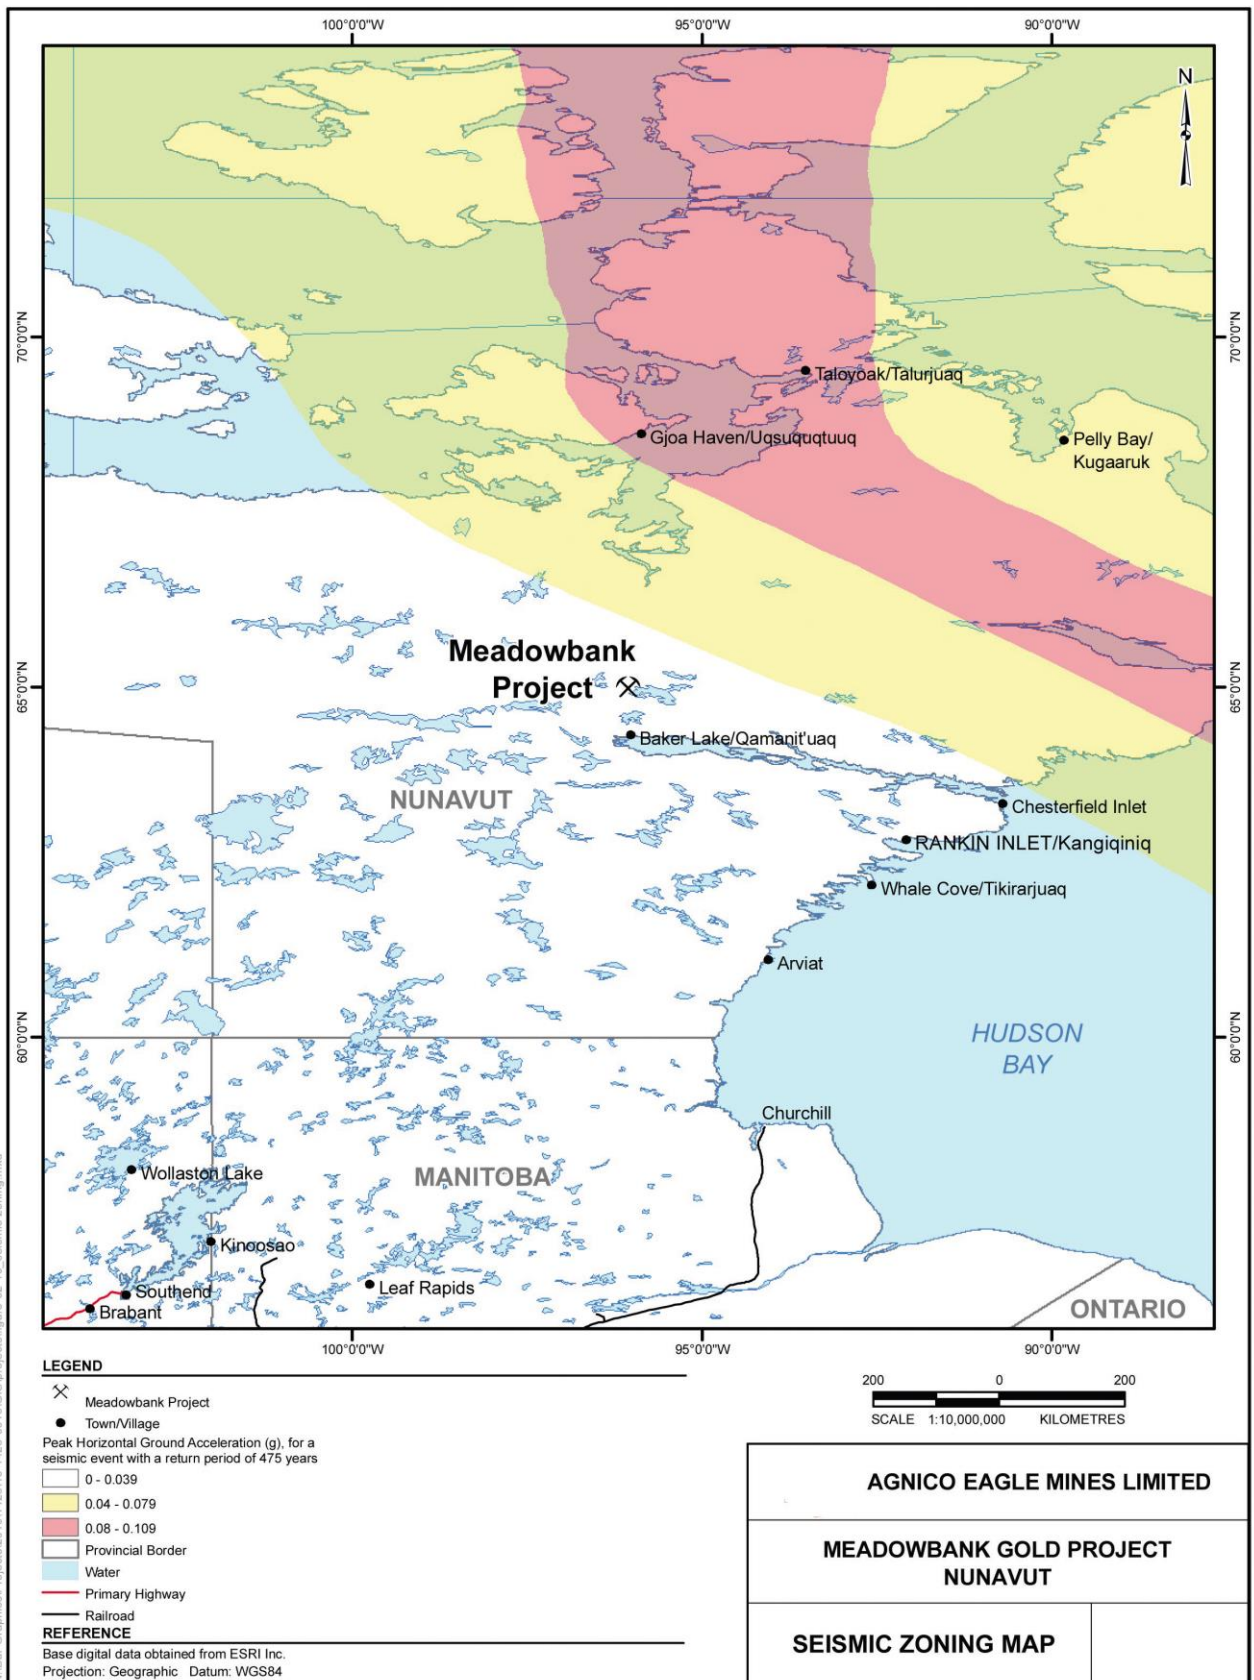 100°0'0"W
95°0'0"W
90°0'0"W
N
70°0'0"N
70°0'0"N
Taloyoak/Talurjuaq
Gjoa Haven/Uqsuquqtuuq
Pelly Bay/
Kugaaruk
Meadowbank
Project
65°0'0"N
65°0'0"N
Baker Lake/Qamanit'uaq
NUNAVUT
Chesterfield Inlet
RANKIN INLET/Kangiqiniq
Whale Cove/Tikirarjuaq
Arviat
HUDSON
BAY
60°0'0"N
60°0'0"N
Churchill
Wollaston Lake
MANITOBA
Kinoosao
Southend
Leaf Rapids
Brabant
ONTARIO
100°0'0"W
95°0'0"W
90°0'0"W
LEGEND
Meadowbank Project
Town/Village
Peak Horizontal Ground Acceleration (g), for a
seismic event with a return period of 475 years
0 - 0.039
0.04 - 0.079
0.08 - 0.109
Provincial Border
Water
Primary Highway
Railroad
REFERENCE
Base digital data obtained from ESRI Inc.
Projection: Geographic Datum: WGS84
200 0 200
SCALE 1:10,000,000 KILOMETRES
AGNICO EAGLE MINES LIMITED
MEADOWBANK GOLD PROJECT
NUNAVUT
SEISMIC ZONING MAP